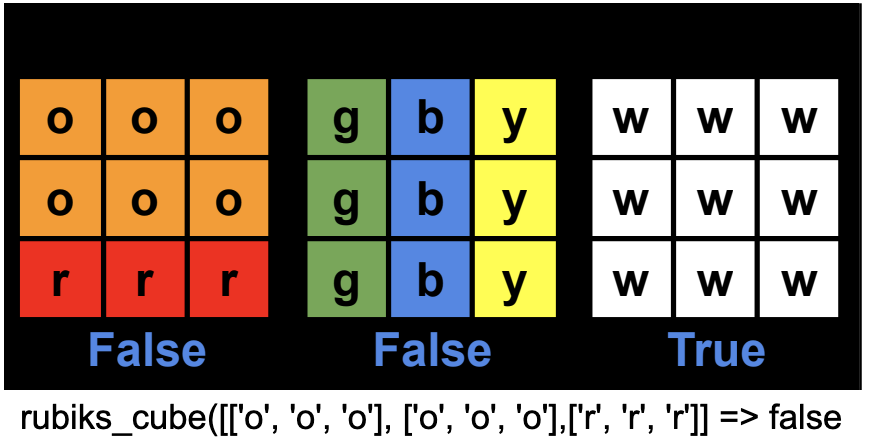 o o o g b y w w w
o o o g b y w w w
r r r g b y w w w
False False True
rubiks_cube([['o', 'o', 'o'], ['o', 'o', 'o'],['r', 'r', 'r']] => false